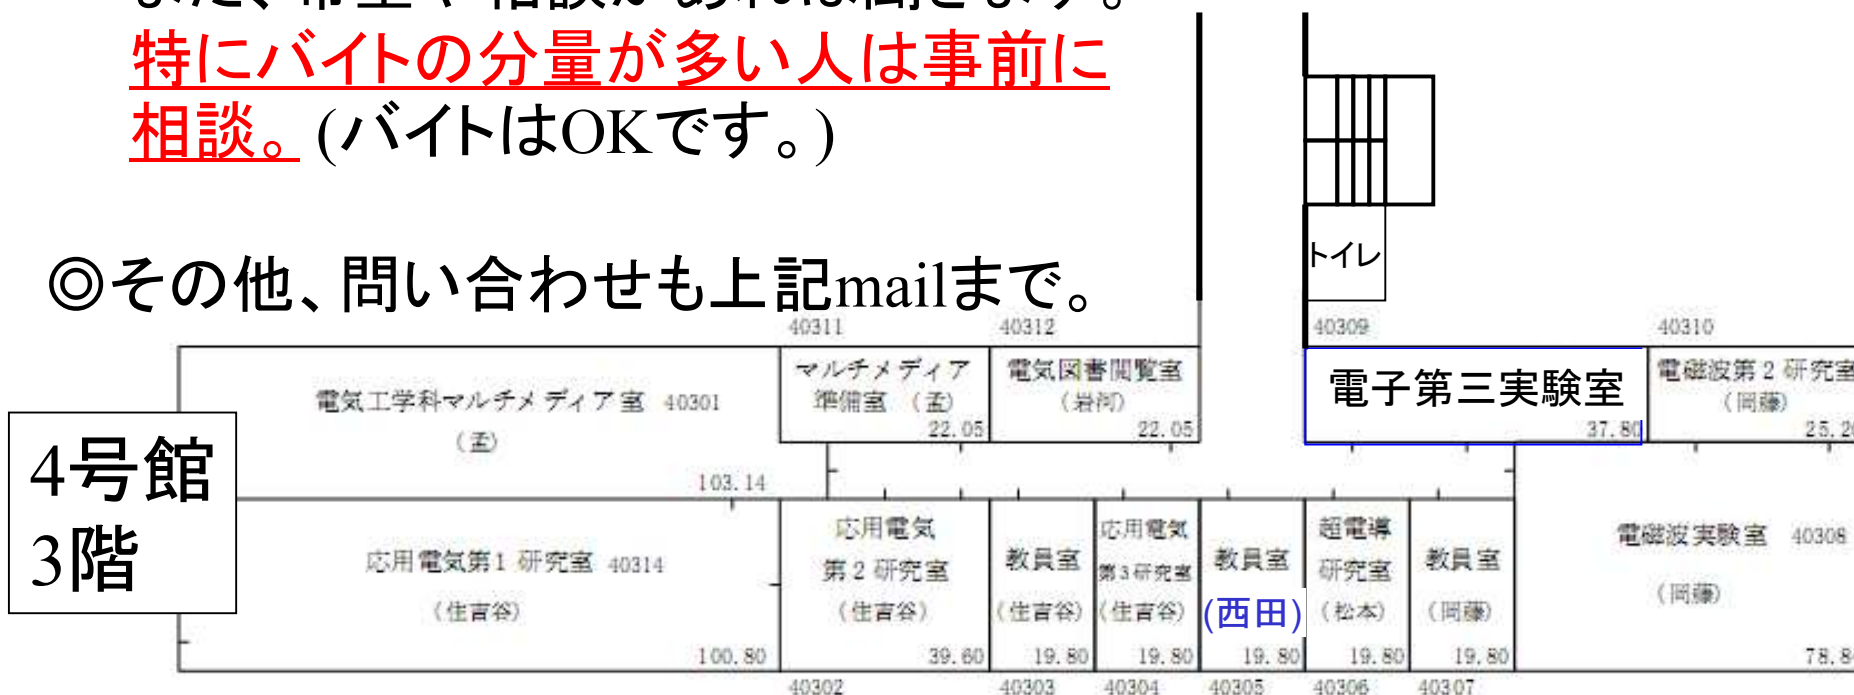 特にバイトの分量が多い人は事前に
相談。(バイトはOKです。)
トイレ
◎その他、問い合わせも上記mailまで。
40311
40312
40309
40310
電気工学科マルチメディア室 40301
(孟)
103.14
マルチメディア
準備室 (孟)
22.05
電気図書閲覧室
(岩河)
22.05
電子第三実験室
37.80
電磁波第2研究室
(岡藤)
4号館
3階
応用電気第1研究室 40314
(住吉谷)
100.80
応用電気
第2研究室
(住吉谷)
39.60
教員室
(住吉谷)
19.80
応用電気
第3研究室
(住吉谷)
19.80
教員室
(西田)
19.80
超電導
研究室
(松本)
19.80
教員室
(岡藤)
19.80
電磁波実験室 40308
(岡藤)
40302
40303
40304
40305
40306
40307